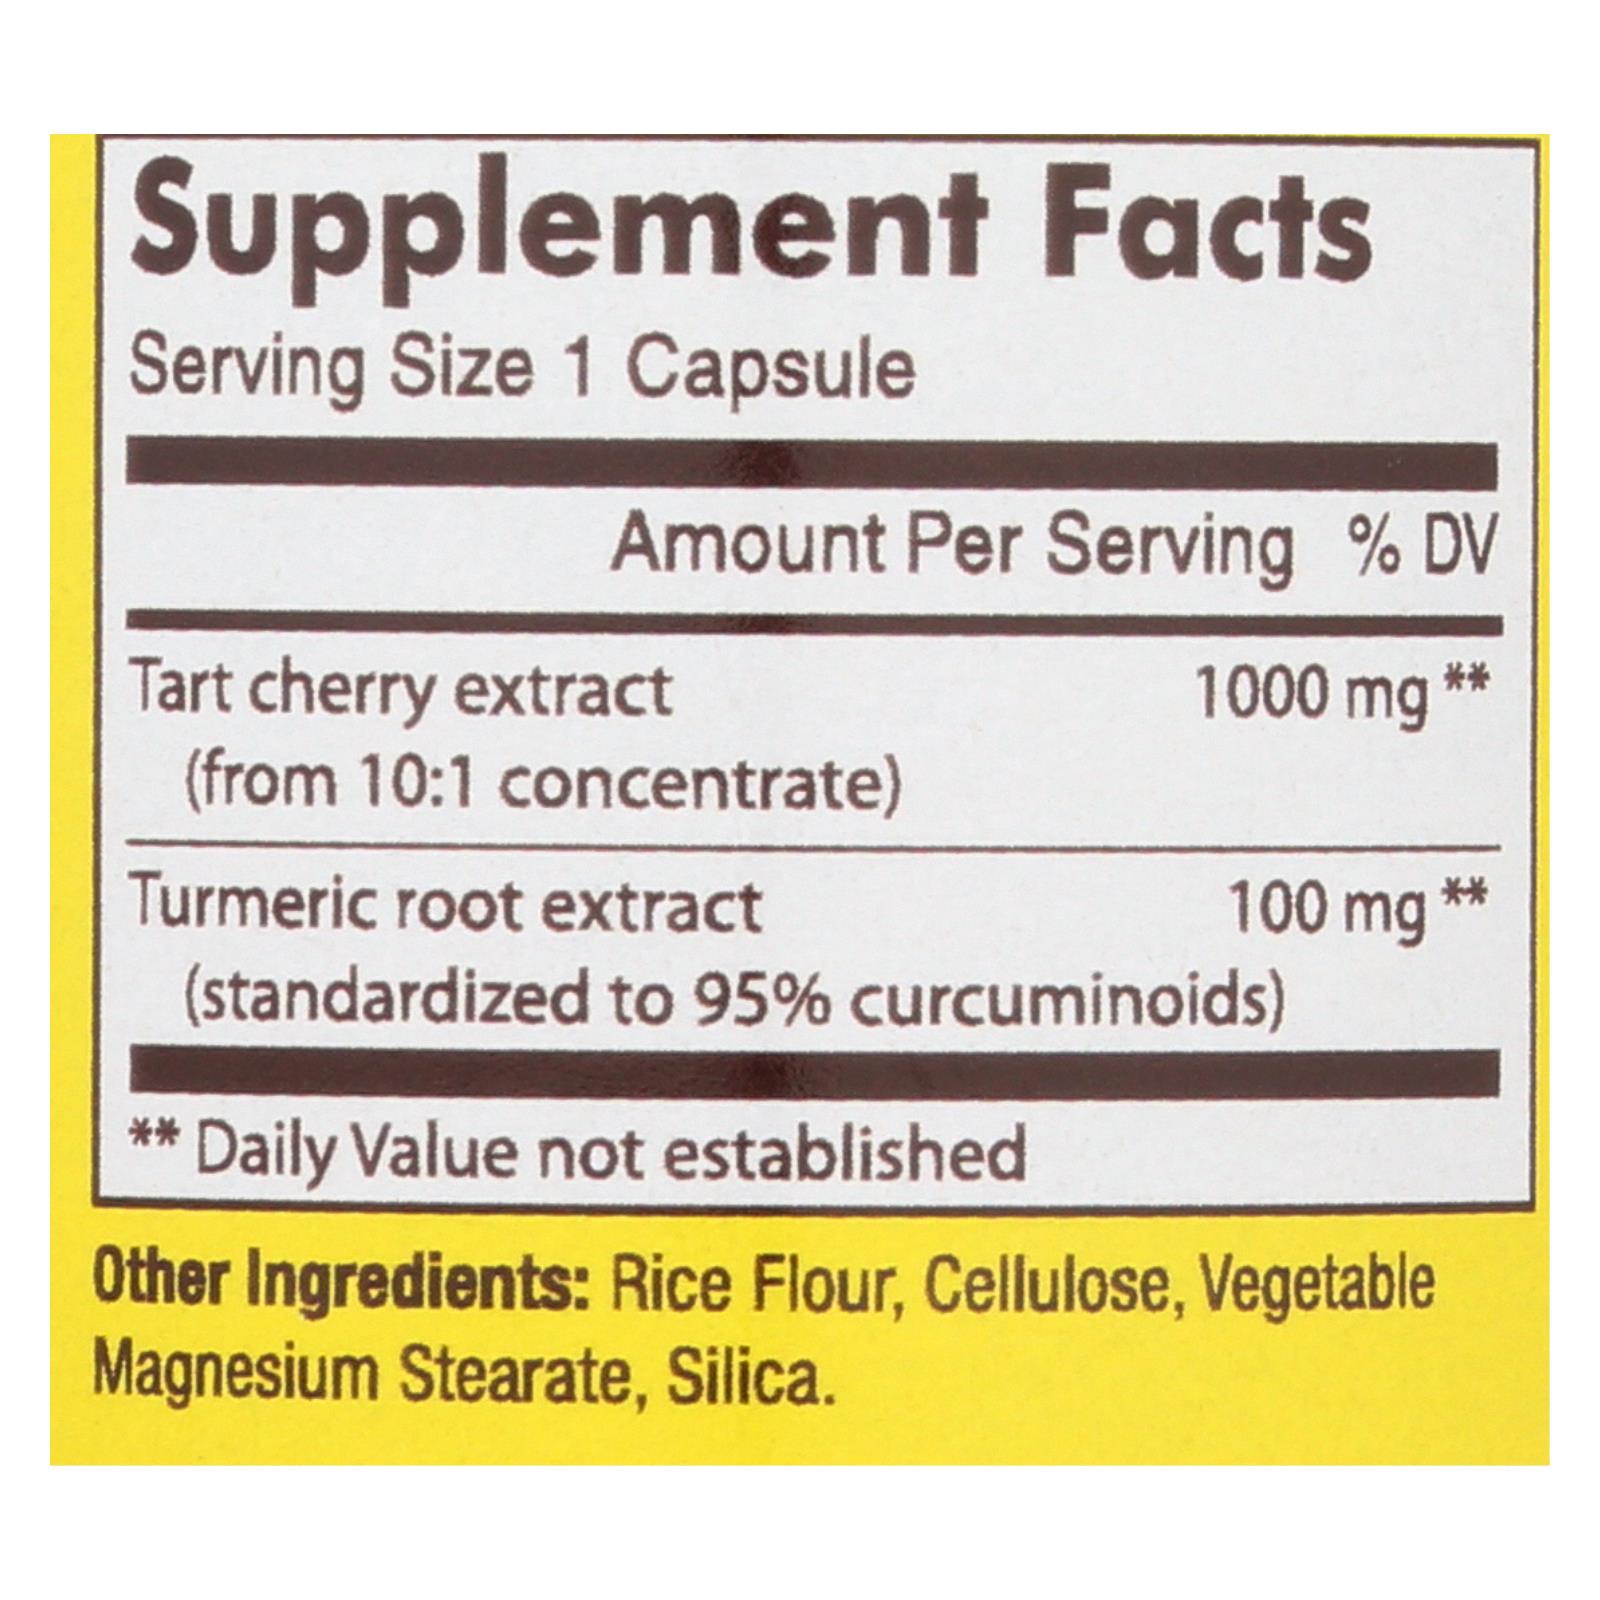 Supplement Facts
Serving Size 1 Capsule
Amount Per Serving % DV
Tart cherry extract 1000 mg **
(from 10:1 concentrate)
Turmeric root extract 100 mg **
(standardized to 95% curcuminoids)
** Daily Value not established
Other Ingredients: Rice Flour, Cellulose, Vegetable
Magnesium Stearate, Silica.